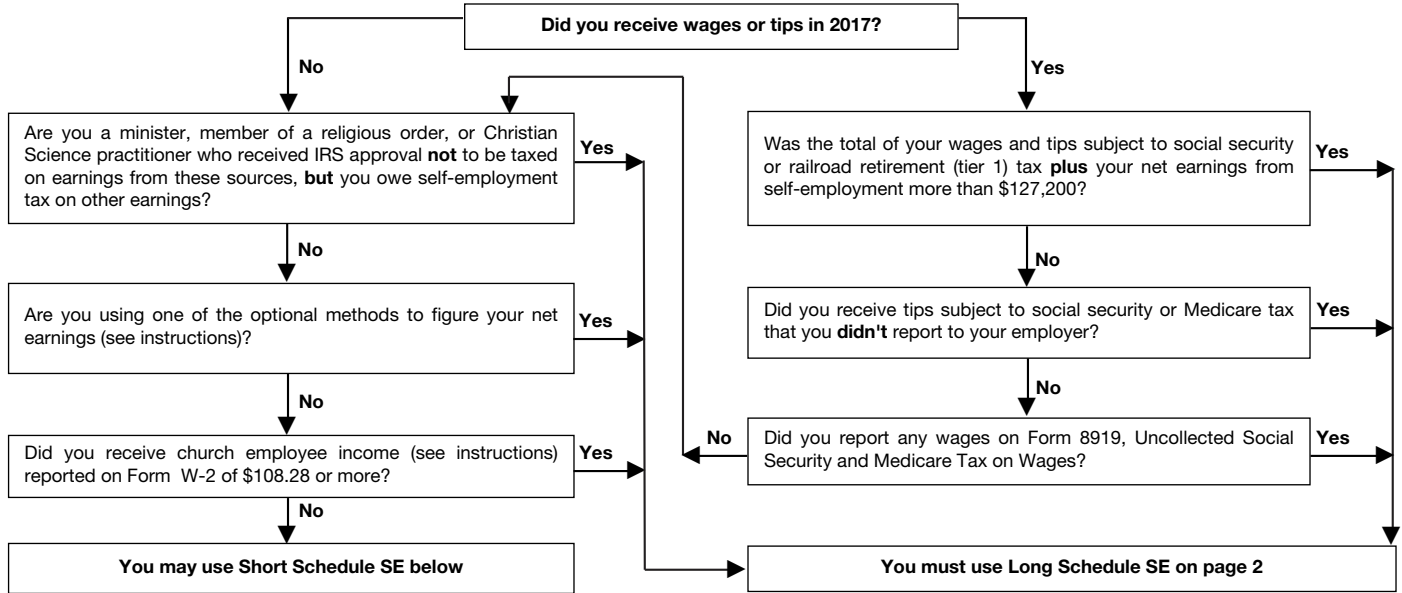 Did you receive wages or tips in 2017?
No
Yes
Are you a minister, member of a religious order, or Christian
Science practitioner who received IRS approval not to be taxed
on earnings from these sources, but you owe self-employment
tax on other earnings?
Yes
Was the total of your wages and tips subject to social security
or railroad retirement (tier 1) tax plus your net earnings from
self-employment more than $127,200?
Yes
No
No
Are you using one of the optional methods to figure your net
earnings (see instructions)?
Yes
Did you receive tips subject to social security or Medicare tax
that you didn't report to your employer?
Yes
No
No
Did you receive church employee income (see instructions)
reported on Form W-2 of $108.28 or more?
Yes
No
Did you report any wages on Form 8919, Uncollected Social
Security and Medicare Tax on Wages?
Yes
No
You may use Short Schedule SE below
You must use Long Schedule SE on page 2